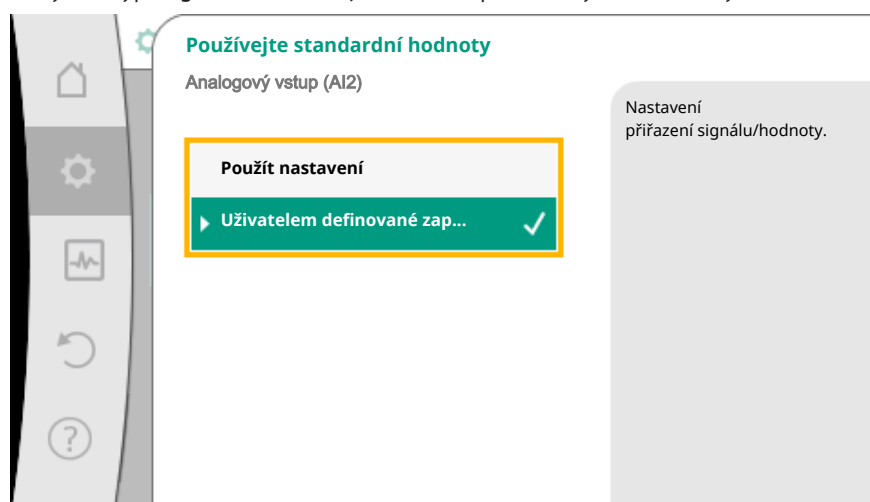 Používejte standardní hodnoty
Analogový vstup (AI2)
Nastavení
přiřazení signálu/hodnoty.
Použít nastavení
Uživatelem definované zap...
?